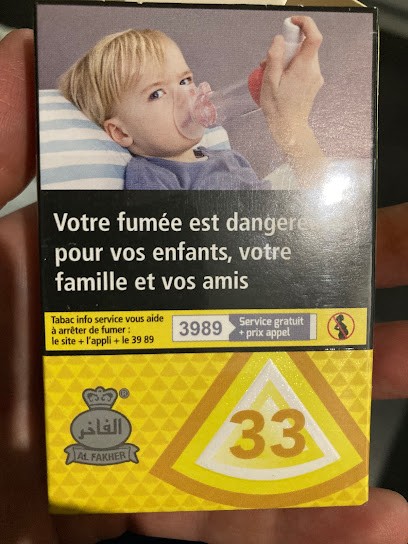 Votre fumée est dangere
pour vos enfants, votre
famille et vos amis
Tabac info service vous aide
à arrêter de fumer :
le site + l'appli + le 39 89
3989
Service gratuit
+ prix appel
الفاخر
®
AL FAKHER
33